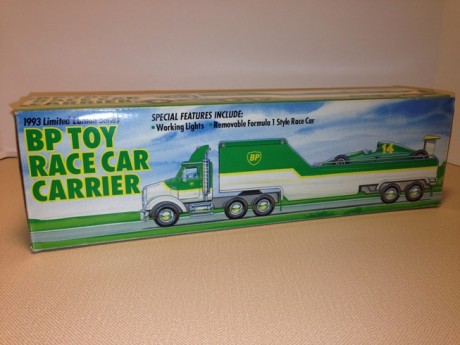 1993 Limited Edition Series
BP TOY
RACE CAR
CARRIER
SPECIAL FEATURES INCLUDE:
• Working Lights • Removable Formula 1 Style Race Car
BP
14